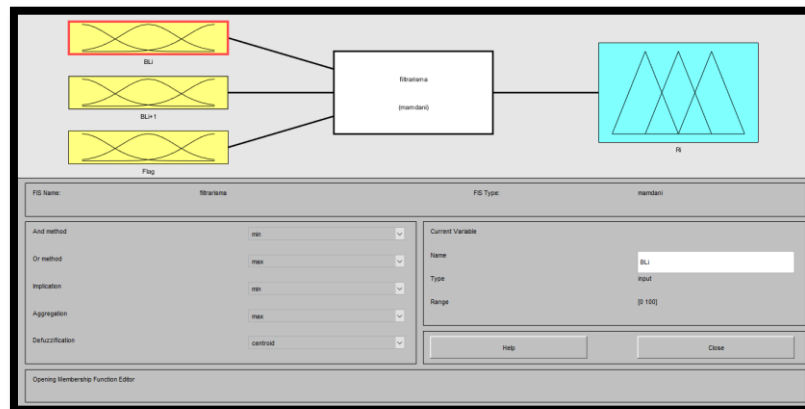 BLi
filtrarisma
(mamdani)
BLi+1
Flag
Ri
FIS Name: filtrarisma FIS Type: mamdani
And method min
Or method max
Implication min
Aggregation max
Defuzzification centroid
Current Variable
Name BLi
Type input
Range [0 100]
Help Close
Opening Membership Function Editor